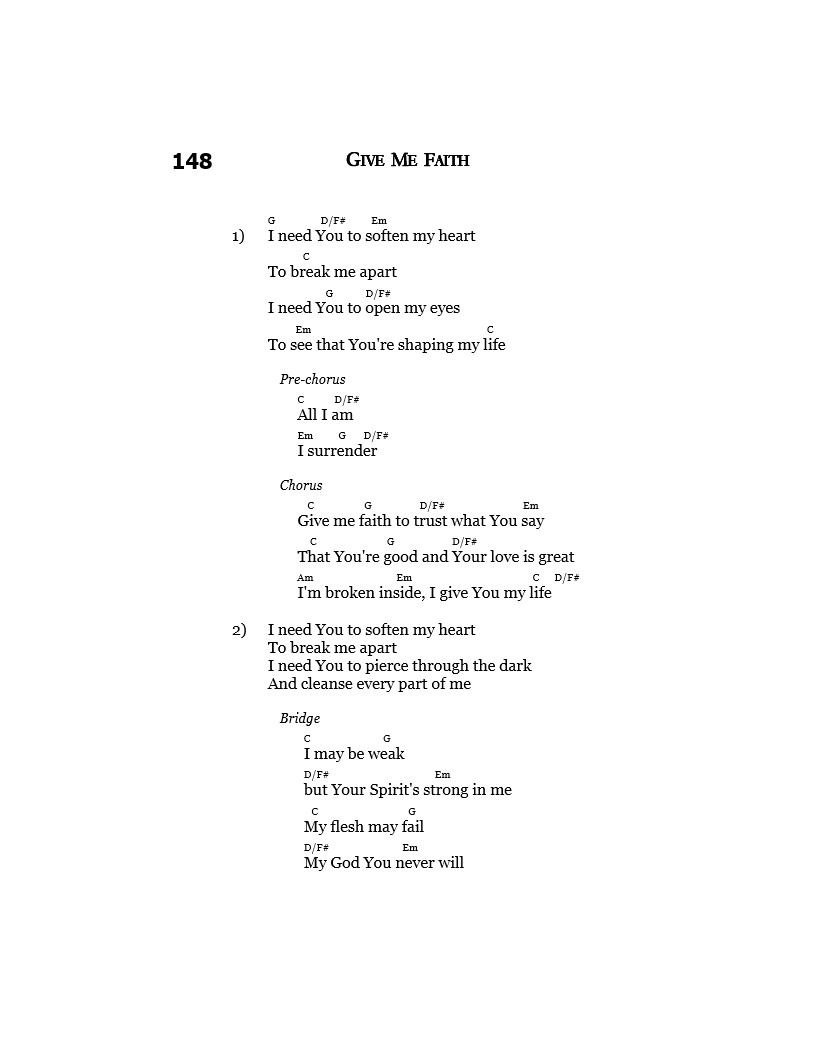 148 GIVE ME FAITH
G D/F# Em
1) I need You to soften my heart
C
To break me apart
G D/F#
I need You to open my eyes
Em C
To see that You're shaping my life
Pre-chorus
C D/F#
All I am
Em G D/F#
I surrender
Chorus
C G D/F# Em
Give me faith to trust what You say
C G D/F#
That You're good and Your love is great
Am Em C D/F#
I'm broken inside, I give You my life
2) I need You to soften my heart
To break me apart
I need You to pierce through the dark
And cleanse every part of me
Bridge
C G
I may be weak
D/F# Em
but Your Spirit's strong in me
C G
My flesh may fail
D/F# Em
My God You never will